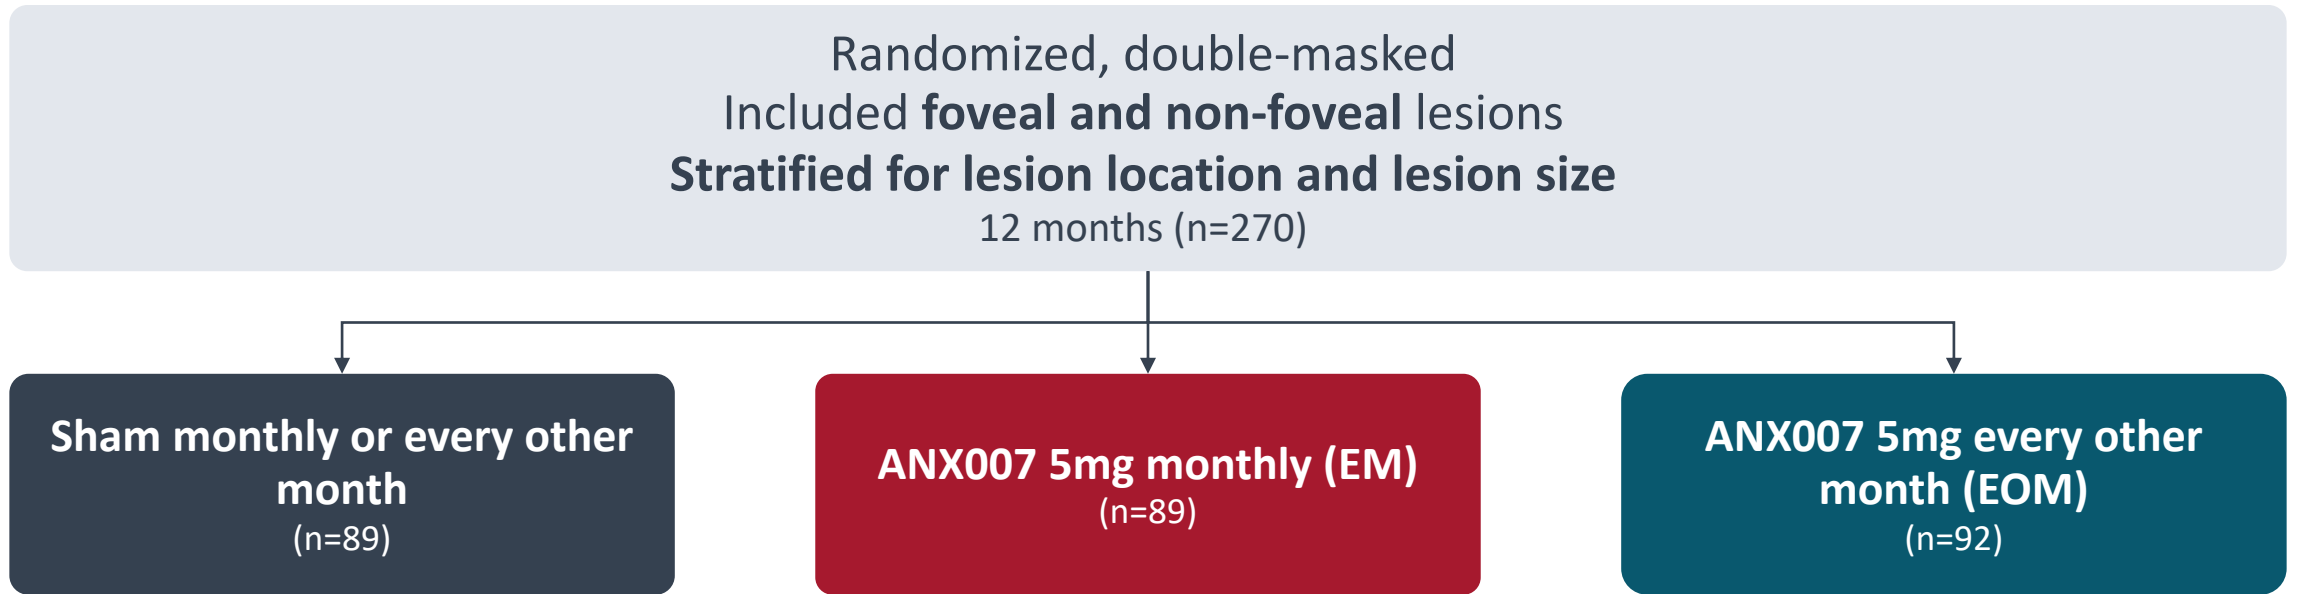 Randomized, double-masked
Included foveal and non-foveal lesions
Stratified for lesion location and lesion size
12 months (n=270)
Sham monthly or every other
month
(n=89)
ANX007 5mg monthly (EM)
(n=89)
ANX007 5mg every other
month (EOM)
(n=92)